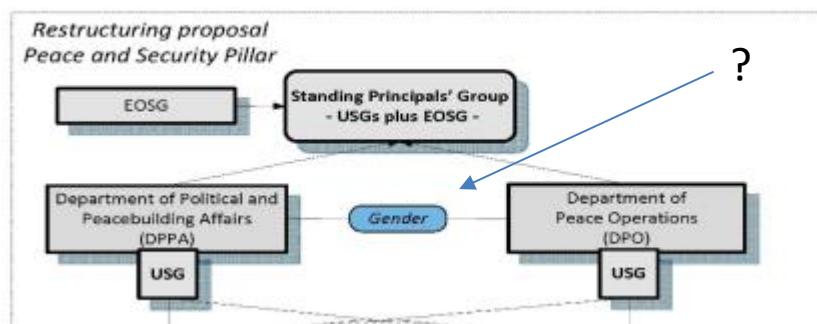 Restructuring proposal
Peace and Security Pillar
?
EOSG
Standing Principals' Group
- USGs plus EOSG -
Department of Political and
Peacebuilding Affairs
(DPPA)
Gender
Department of
Peace Operations
(DPO)
USG
USG